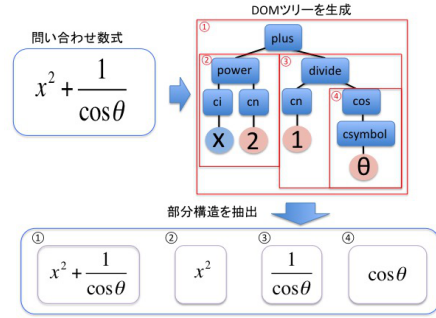 DOMツリーを生成
問い合わせ数式
x² + 1/cosθ
①
plus
②
power
③
divide
ci
cn
cn
④
cos
x
2
1
csymbol
θ
部分構造を抽出
① ② ③ ④
x² + 1/cosθ x² 1/cosθ cosθ